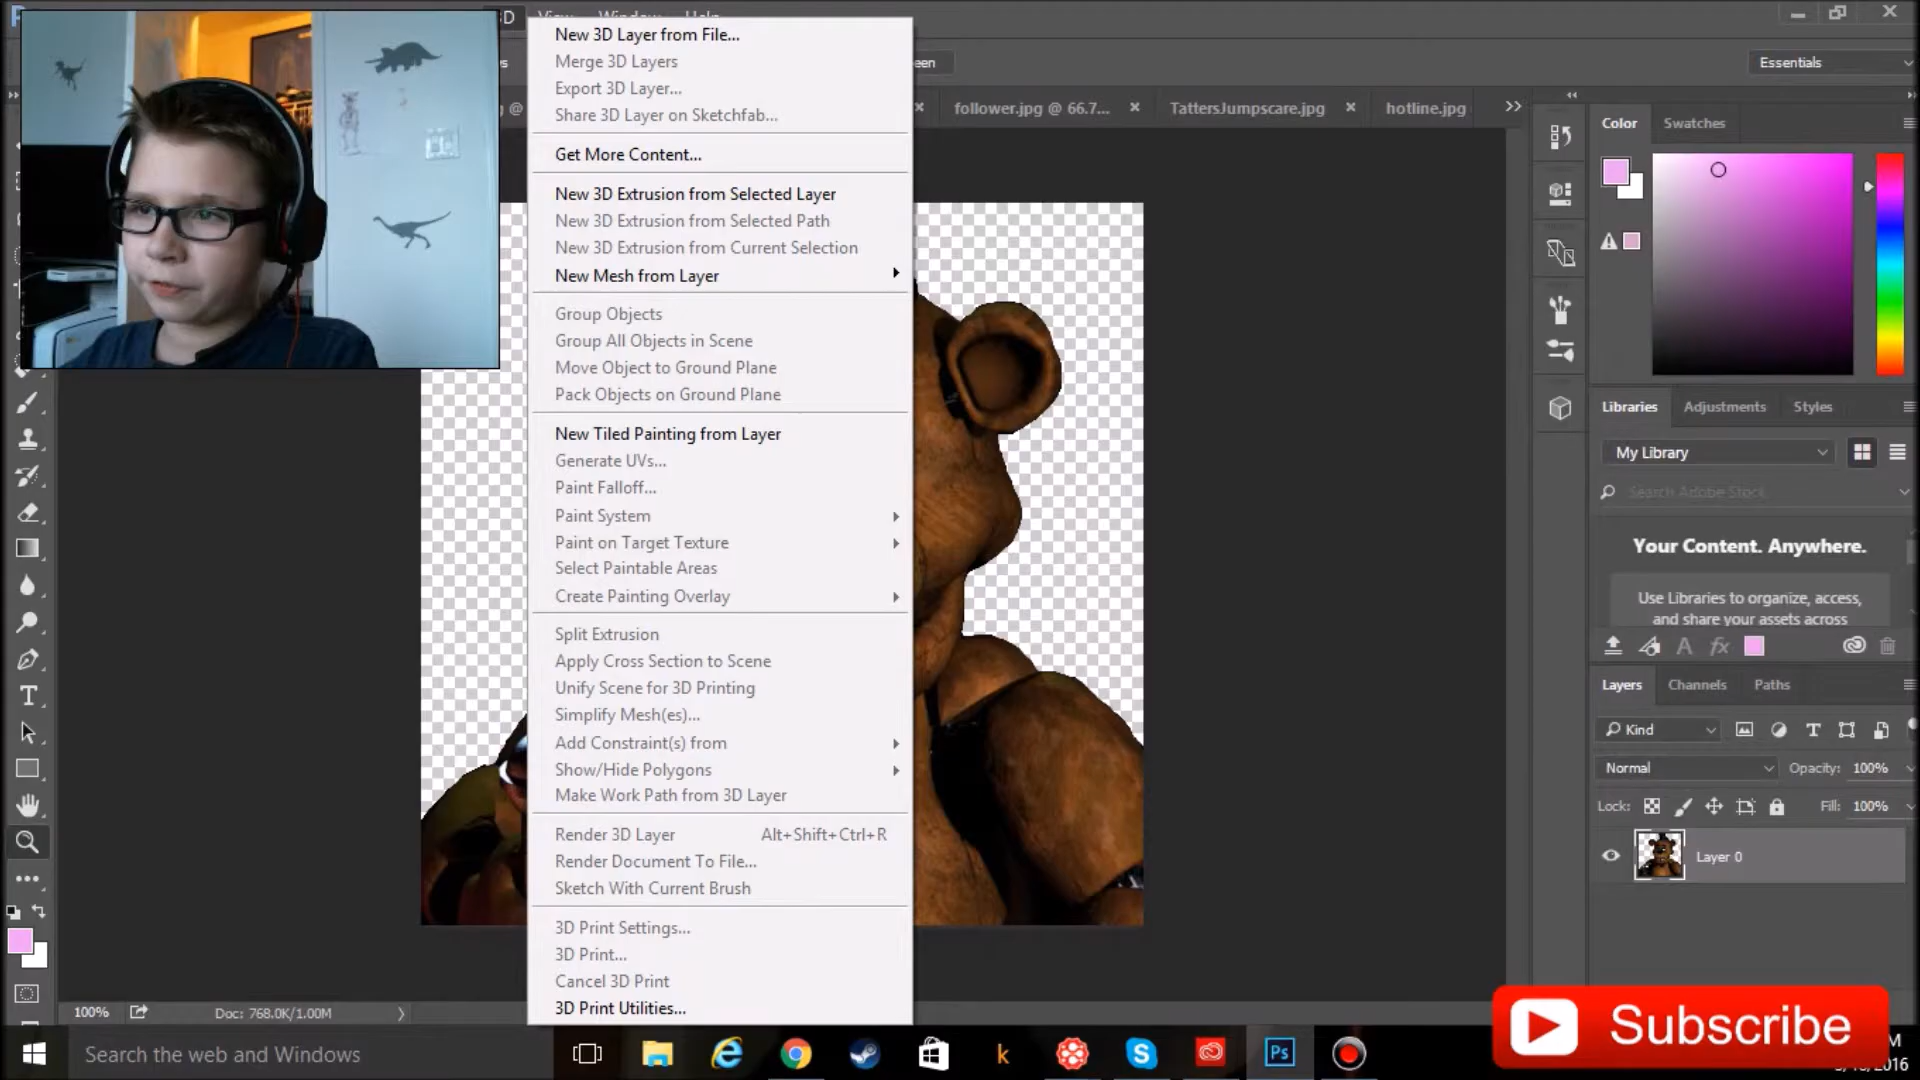 3D View Window Help
New 3D Layer from File...
Merge 3D Layers
Export 3D Layer...
Share 3D Layer on Sketchfab...
Get More Content...
New 3D Extrusion from Selected Layer
New 3D Extrusion from Selected Path
New 3D Extrusion from Current Selection
New Mesh from Layer
Group Objects
Group All Objects in Scene
Move Object to Ground Plane
Pack Objects on Ground Plane
New Tiled Painting from Layer
Generate UVs...
Paint Falloff...
Paint System
Paint on Target Texture
Select Paintable Areas
Create Painting Overlay
Split Extrusion
Apply Cross Section to Scene
Unify Scene for 3D Printing
Simplify Mesh(es)...
Add Constraint(s) from
Show/Hide Polygons
Make Work Path from 3D Layer
Render 3D Layer Alt+Shift+Ctrl+R
Render Document To File...
Sketch With Current Brush
3D Print Settings...
3D Print...
Cancel 3D Print
3D Print Utilities...
Essentials
follower.jpg @ 66.7... TattersJumpscare.jpg hotline.jpg
Color Swatches
Libraries Adjustments Styles
My Library
Search Adobe Stock
Your Content. Anywhere.
Use Libraries to organize, access,
and share your assets across
Layers Channels Paths
Kind
Normal Opacity: 100%
Lock: Fill: 100%
Layer 0
100% Doc: 768.0K/1.00M
Subscribe
Search the web and Windows
Ps